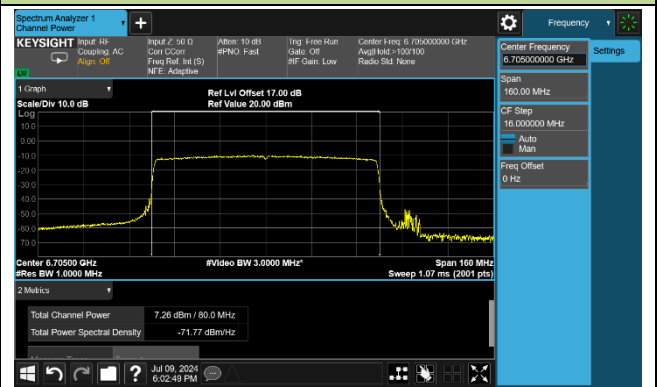 Spectrum Analyzer 1
Channel Power
Frequency
KEYSIGHT
Input: RF
Coupling: AC
Align: Off
Input Z: 50 Ω
Corr CCorr
Freq Ref: Int (S)
NFE: Adaptive
Atten: 10 dB
#PNO: Fast
Trig: Free Run
Gate: Off
#IF Gain: Low
Center Freq: 6.705000000 GHz
Avg|Hold:>100/100
Radio Std: None
Center Frequency
6.705000000 GHz
Settings
Span
160.00 MHz
CF Step
16.000000 MHz
Auto
Man
Freq Offset
0 Hz
1 Graph
Scale/Div 10.0 dB
Ref Lvl Offset 17.00 dB
Ref Value 20.00 dBm
Log
10.0
0.00
-10.0
-20.0
-30.0
-40.0
-50.0
-60.0
-70.0
Center 6.70500 GHz
#Res BW 1.0000 MHz
#Video BW 3.0000 MHz*
Span 160 MHz
Sweep 1.07 ms (2001 pts)
2 Metrics
Total Channel Power 7.26 dBm / 80.0 MHz
Total Power Spectral Density -71.77 dBm/Hz
Jul 09, 2024
6:02:49 PM